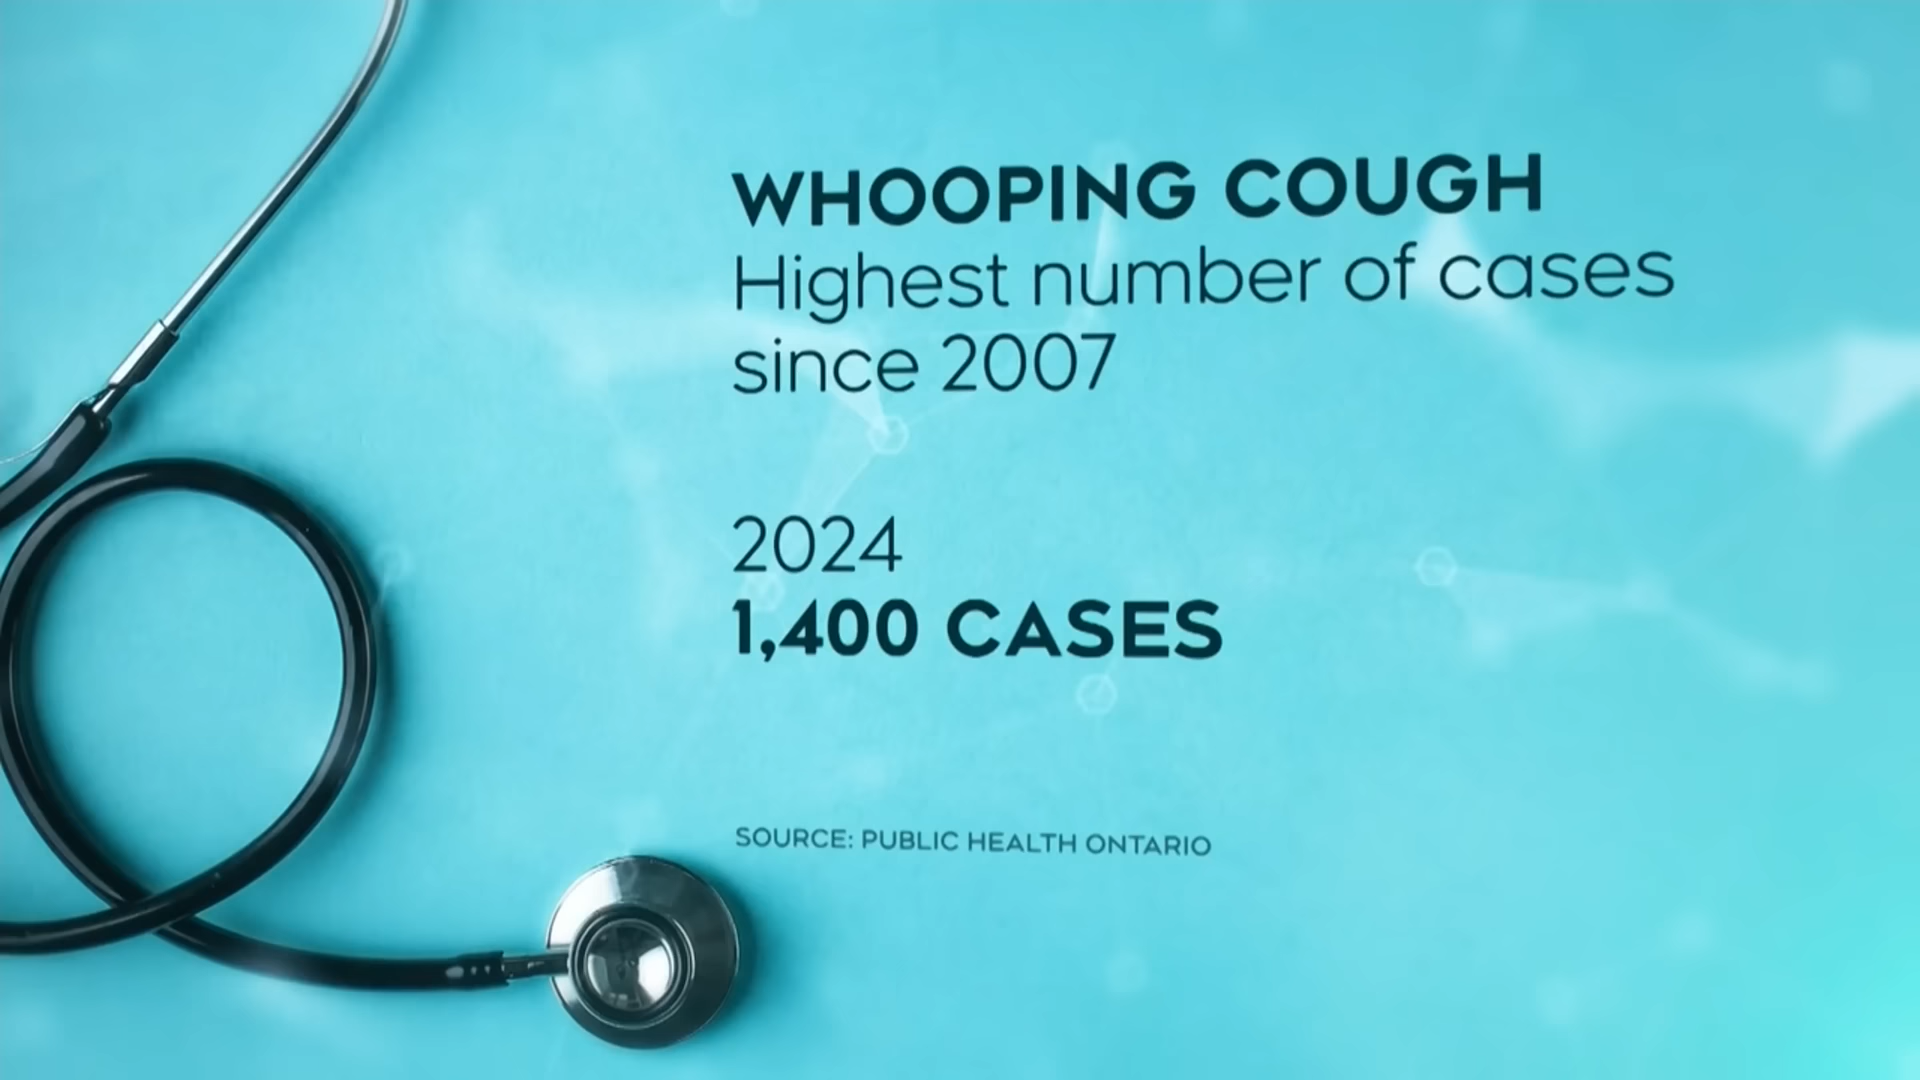 WHOOPING COUGH
Highest number of cases
since 2007
2024
1,400 CASES
SOURCE: PUBLIC HEALTH ONTARIO